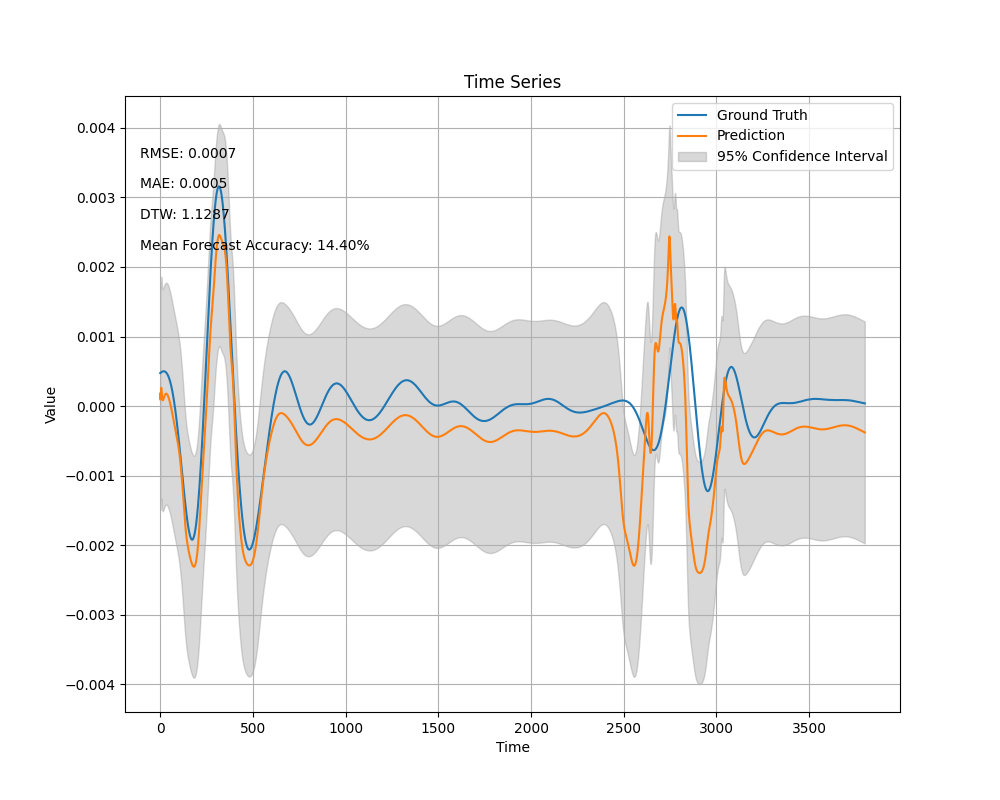 Time Series
Ground Truth
Prediction
95% Confidence Interval
RMSE: 0.0007
MAE: 0.0005
DTW: 1.1287
Mean Forecast Accuracy: 14.40%
Value
0.004
0.003
0.002
0.001
0.000
−0.001
−0.002
−0.003
−0.004
0 500 1000 1500 2000 2500 3000 3500
Time